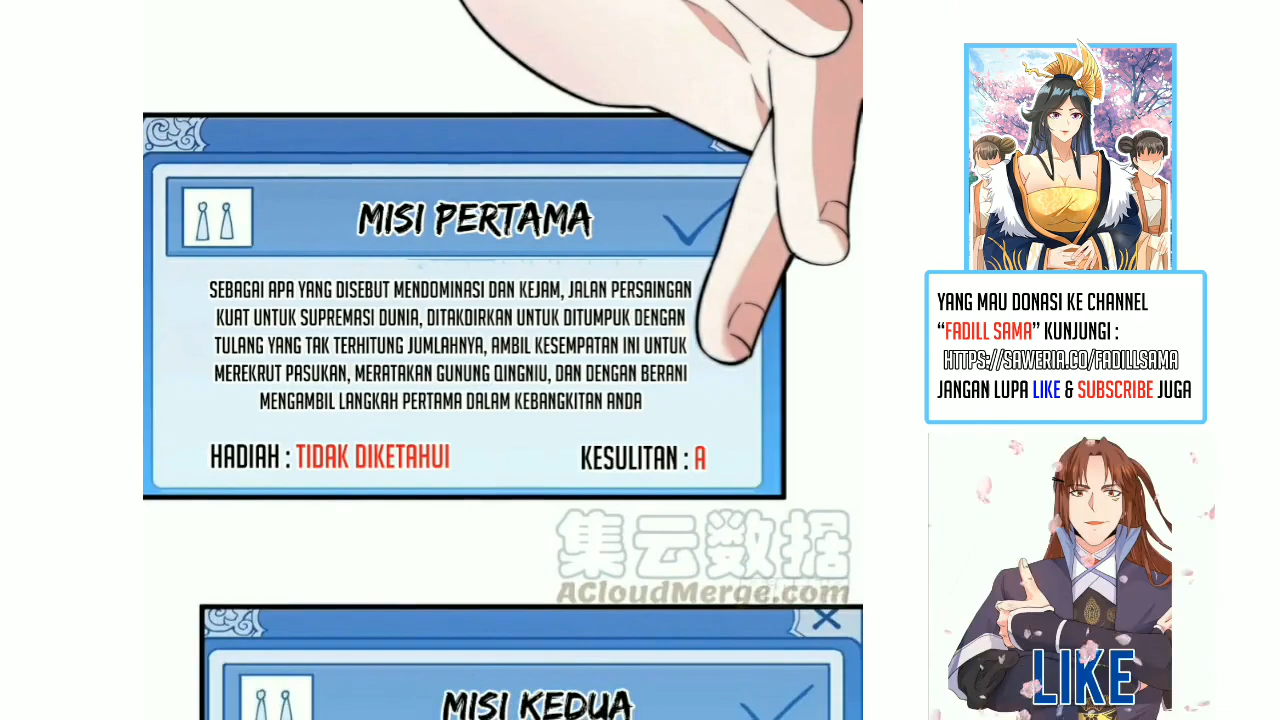 MISI PERTAMA
SEBAGAI APA YANG DISEBUT MENDOMINASI DAN KEJAM, JALAN PERSAINGAN
KUAT UNTUK SUPREMASI DUNIA, DITAKDIRKAN UNTUK DITUMPUK DENGAN
TULANG YANG TAK TERHITUNG JUMLAHNYA, AMBIL KESEMPATAN INI UNTUK
MEREKRUT PASUKAN, MERATAKAN GUNUNG QINGNIU, DAN DENGAN BERANI
MENGAMBIL LANGKAH PERTAMA DALAM KEBANGKITAN ANDA
HADIAH : TIDAK DIKETAHUI
KESULITAN : A
集云数据
ACloudMerge.com
MISI KEDUA
YANG MAU DONASI KE CHANNEL
“FADILL SAMA” KUNJUNGI :
HTTPS://SAWERIA.CO/FADILLSAMA
JANGAN LUPA LIKE & SUBSCRIBE JUGA
LIKE